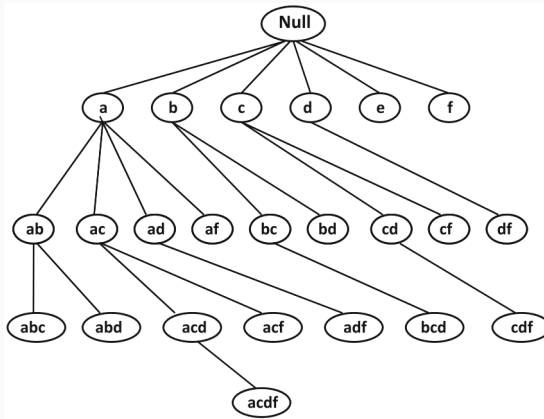 Null
a b c d e f
ab ac ad af bc bd cd cf df
abc abd acd acf adf bcd cdf
acdf